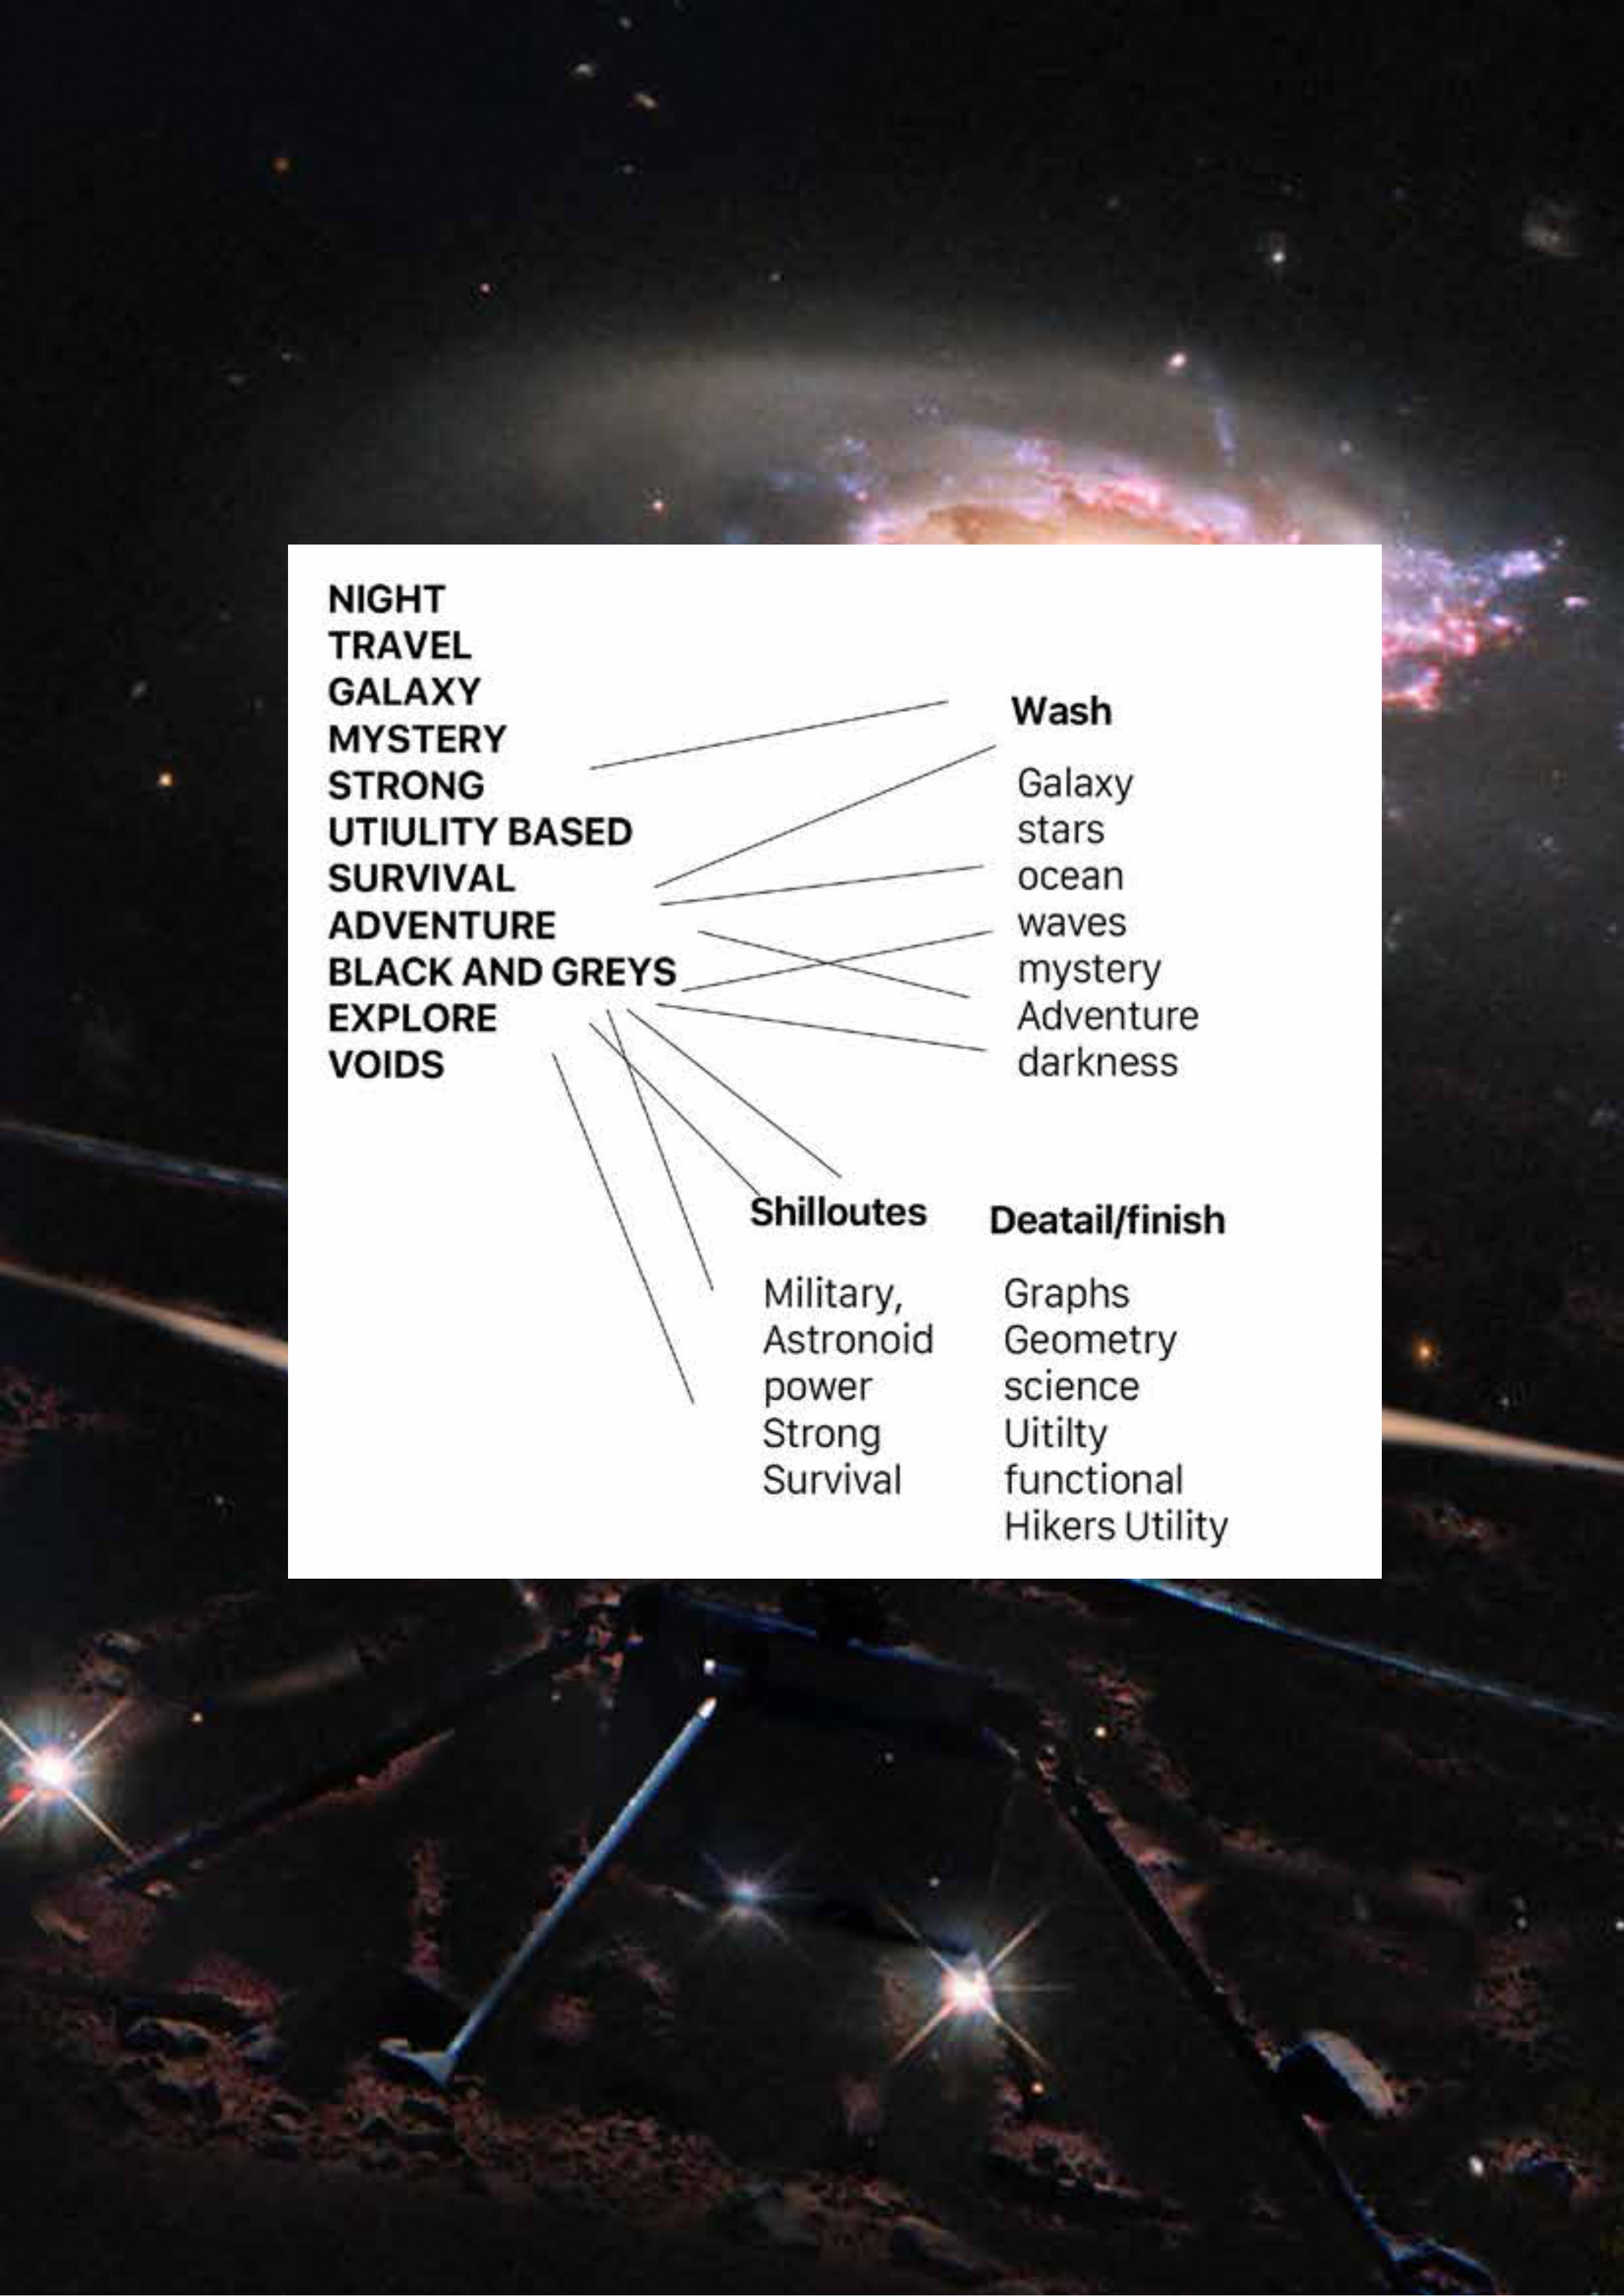 NIGHT
TRAVEL
GALAXY
MYSTERY
STRONG
UTIULITY BASED
SURVIVAL
ADVENTURE
BLACK AND GREYS
EXPLORE
VOIDS
Wash
Galaxy
stars
ocean
waves
mystery
Adventure
darkness
Shilloutes
Military,
Astronoid
power
Strong
Survival
Deatail/finish
Graphs
Geometry
science
Uitilty
functional
Hikers Utility